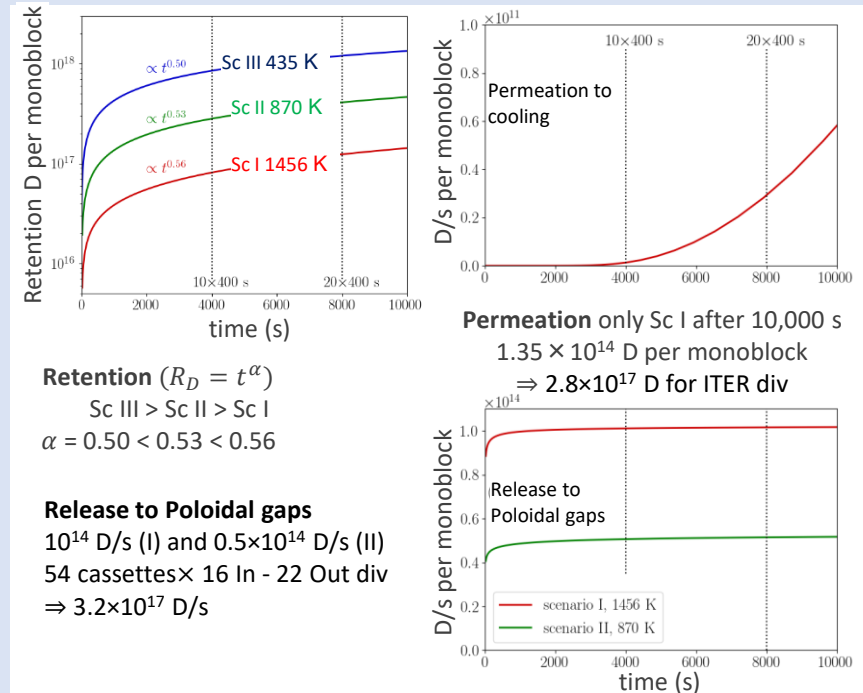 Retention D per monoblock
10^18
10^17
10^16
∝ t^0.50
Sc III 435 K
∝ t^0.53
Sc II 870 K
∝ t^0.56
Sc I 1456 K
10×400 s
20×400 s
0 2000 4000 6000 8000 10000
time (s)
Retention (R_D = t^α)
Sc III > Sc II > Sc I
α = 0.50 < 0.53 < 0.56
Release to Poloidal gaps
10^14 D/s (I) and 0.5×10^14 D/s (II)
54 cassettes× 16 In - 22 Out div
⇒ 3.2×10^17 D/s
×10^11
D/s per monoblock
1.0
0.8
0.6
0.4
0.2
0.0
10×400 s
20×400 s
Permeation to
cooling
0 2000 4000 6000 8000 10000
Permeation only Sc I after 10,000 s
1.35 × 10^14 D per monoblock
⇒ 2.8×10^17 D for ITER div
×10^14
D/s per monoblock
1.0
0.8
0.6
0.4
0.2
0.0
Release to
Poloidal gaps
scenario I, 1456 K
scenario II, 870 K
0 2000 4000 6000 8000 10000
time (s)